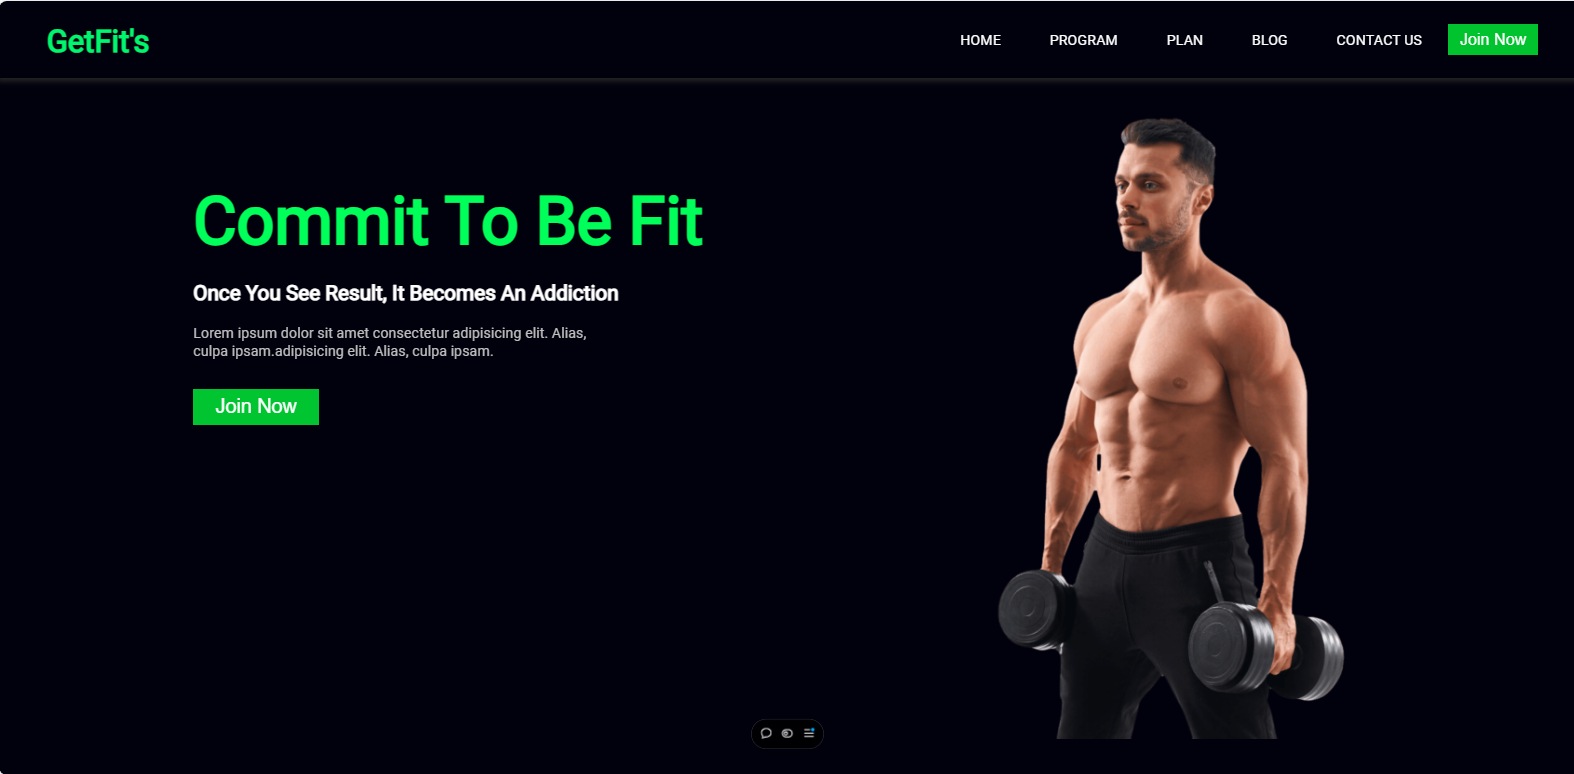 GetFit's
HOME
PROGRAM
PLAN
BLOG
CONTACT US
Join Now
Commit To Be Fit
Once You See Result, It Becomes An Addiction
Lorem ipsum dolor sit amet consectetur adipisicing elit. Alias,
culpa ipsam.adipisicing elit. Alias, culpa ipsam.
Join Now